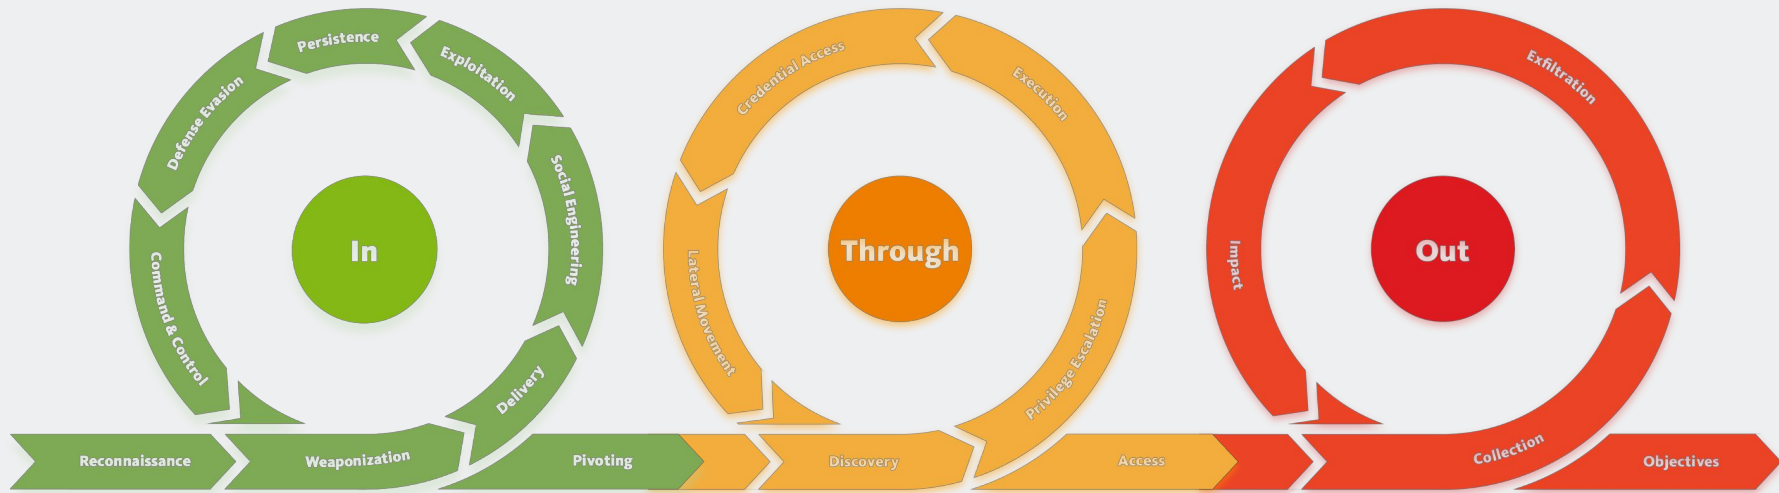 Reconnaissance
Weaponization
Delivery
Social Engineering
Exploitation
Persistence
Defense Evasion
Command & Control
In
Pivoting
Discovery
Privilege Escalation
Execution
Credential Access
Lateral Movement
Through
Access
Collection
Exfiltration
Impact
Out
Objectives